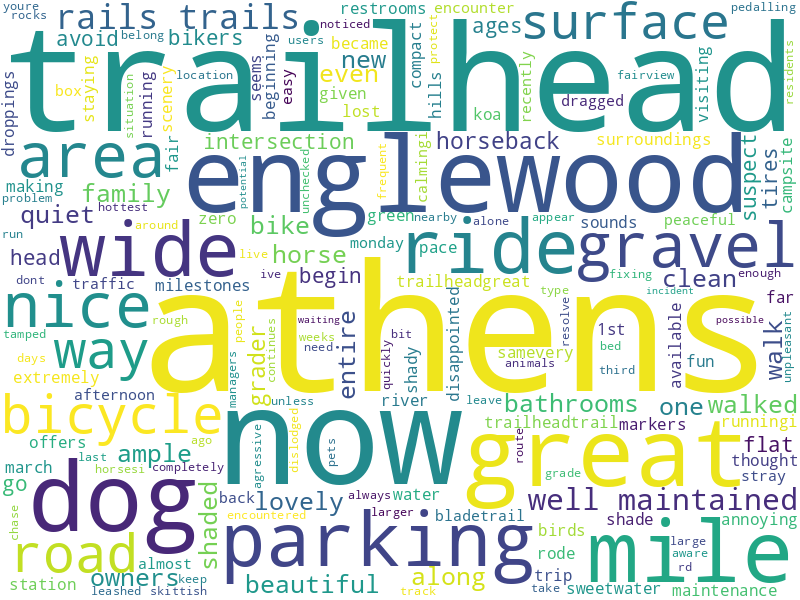 youre
rocks
rails trails
restrooms
encounter
pedalling
avoid
bikers
noticed
ages
surface
users
belong
became
new
compact
protect
trailhead
droppings
box
staying
situation
running
scenery
location
seems
beginning
easy
even
given
lost
hills
koa
recently
fairview
dragged
visiting
residents
area
fair
intersection
englewood
horseback
calmingi
surroundings
suspect
tires
campsite
making
problem
family
potential
unchecked
frequent
quiet
hottest
zero
bike
green
nearby
alone
appear
peaceful
run
around
head
wide
live
horse
monday
pace
sounds
ride
gravel
dont
traffic
milestones
ive
begin
trailheadgreat
type
fixing
clean
enough
far
nice
athens
tamped
rough
people
continues
waiting
weeks
need
bit
possible
incident
1st
resolve
available
walk
unpleasant
way
days
grader
entire
quickly
shady
disappointed
samevery
animals
bed
third
fun
extremely
managers
afternoon
unless
river
leave
bathrooms
one
walked
bicycle
now
great
trailheadtrail
markers
runningi
offers
ample
ago
agressive
dislodged
pets
route
flat
march
last
horsesi
completely
grade
thought
stray
go
dog
shaded
back
lovely
always
water
larger
well maintained
chase
encountered
parking
bladetrail
birds
shade
annoying
road
almost
along
rode
mile
large
aware
rd
station
owners
keep
leashed
skittish
beautiful
track
trip
take
sweetwater
maintenance